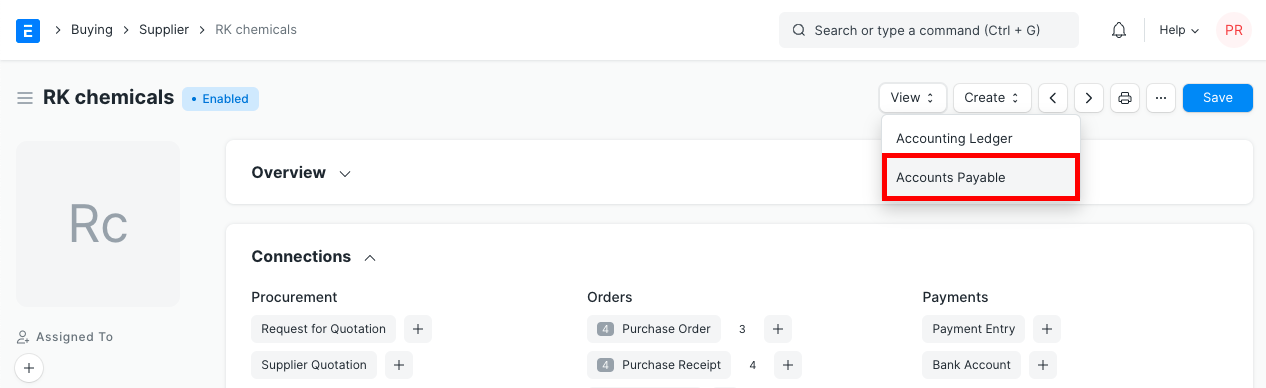 E > Buying > Supplier > RK chemicals Search or type a command (Ctrl + G) Help PR
RK chemicals • Enabled View Create ... Save
Accounting Ledger
Overview
Accounts Payable
Rc
Connections
Procurement Orders Payments
Request for Quotation + 4 Purchase Order 3 + Payment Entry +
Assigned To
Supplier Quotation + 4 Purchase Receipt 4 + Bank Account +
+